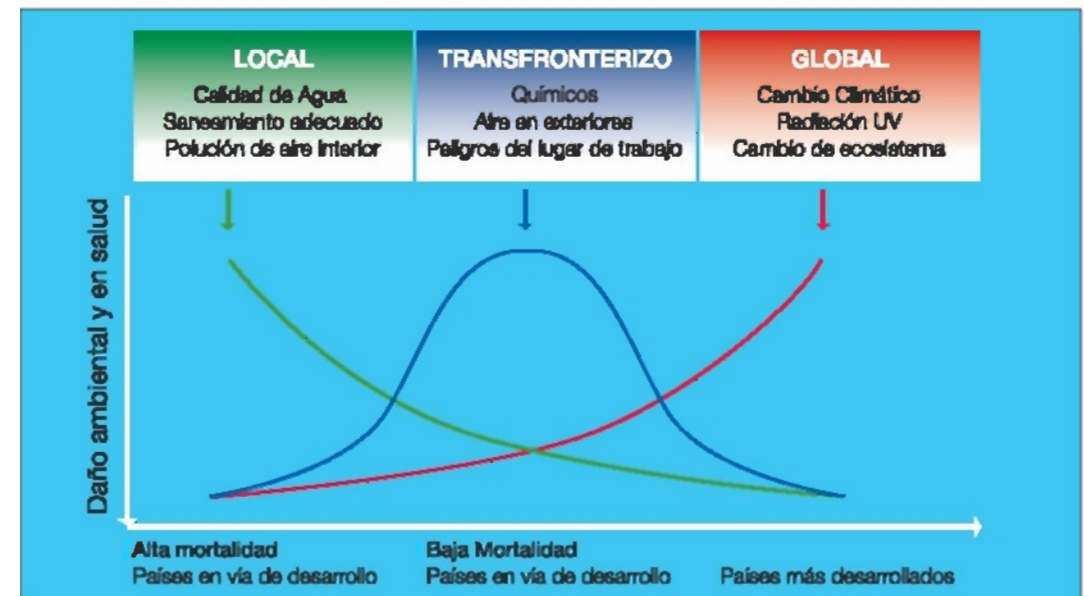 LOCAL
Calidad de Agua
Saneamiento adecuado
Polución de aire interior
TRANSFRONTERIZO
Químicos
Aire en exteriores
Peligros del lugar de trabajo
GLOBAL
Cambio Climático
Radiación UV
Cambio de ecosistema
Daño ambiental y en salud
Alta mortalidad
Países en vía de desarrollo
Baja Mortalidad
Países en vía de desarrollo
Países más desarrollados